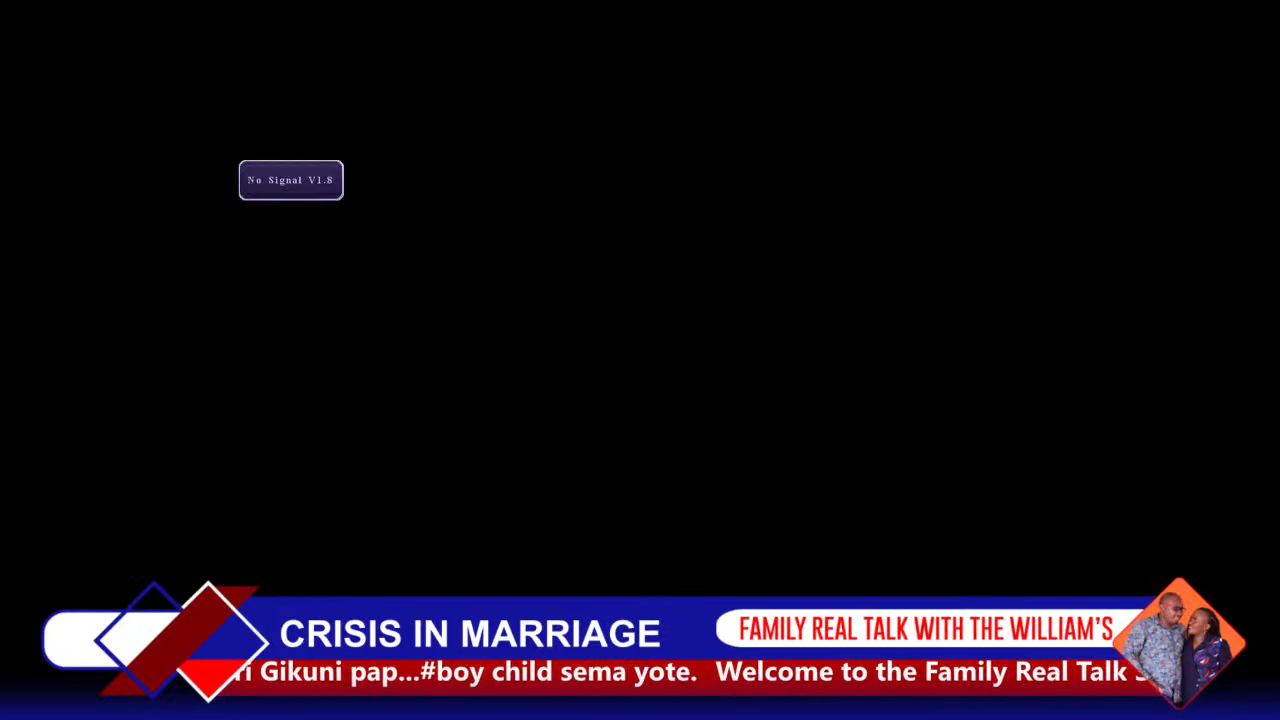 No Signal V1.8
CRISIS IN MARRIAGE
FAMILY REAL TALK WITH THE WILLIAM'S
Gikuni pap...#boy child sema yote. Welcome to the Family Real Talk